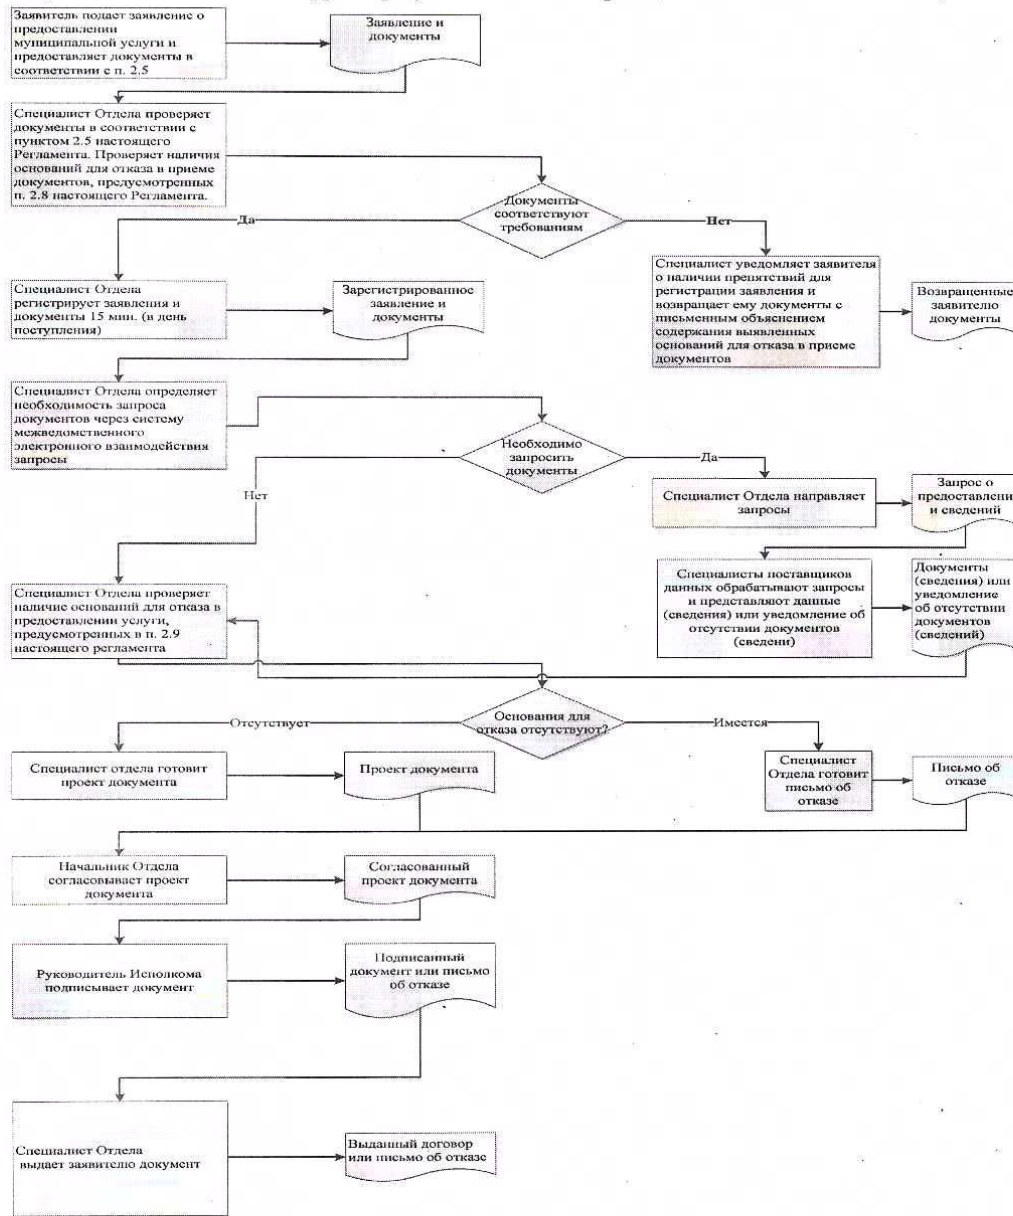 Заявитель подает заявление о
предоставлении
муниципальной услуги и
предоставляет документы в
соответствии с п. 2.5
Заявление и
документы
Специалист Отдела проверяет
документы в соответствии с
пунктом 2.5 настоящего
Регламента. Проверяет наличия
оснований для отказа в приеме
документов, предусмотренных
п. 2.8 настоящего Регламента.
Документы
соответствуют
требованиям
Да
Нет
Специалист Отдела
регистрирует заявления и
документы 15 мин. (в день
поступления)
Зарегистрированное
заявление и
документы
Специалист уведомляет заявителя
о наличии препятствий для
регистрации заявления и
возвращает ему документы с
письменным объяснением
содержания выявленных
оснований для отказа в приеме
документов
Возвращенные
заявителю
документы
Специалист Отдела определяет
необходимость запроса
документов через систему
межведомственного
электронного взаимодействия
запросы
Необходимо
запросить
документы
Нет
Да
Специалист Отдела направляет
запросы
Запрос о
предоставлени
и сведений
Специалисты поставщиков
данных обрабатывают запросы
и представляют данные
(сведения) или уведомление об
отсутствии документов
(сведени)
Документы
(сведения) или
уведомление
об отсутствии
документов
(сведений)
Специалист Отдела проверяет
наличие оснований для отказа в
предоставлении услуги,
предусмотренных в п. 2.9
настоящего регламента
Основания для
отказа отсутствуют?
Отсутствует
Имеется
Специалист отдела готовит
проект документа
Проект документа
Специалист
Отдела готовит
письмо об
отказе
Письмо об
отказе
Начальник Отдела
согласовывает проект
документа
Согласованный
проект документа
Руководитель Исполкома
подписывает документ
Подписанный
документ или письмо
об отказе
Специалист Отдела
выдает заявителю документ
Выданный договор
или письмо об отказе